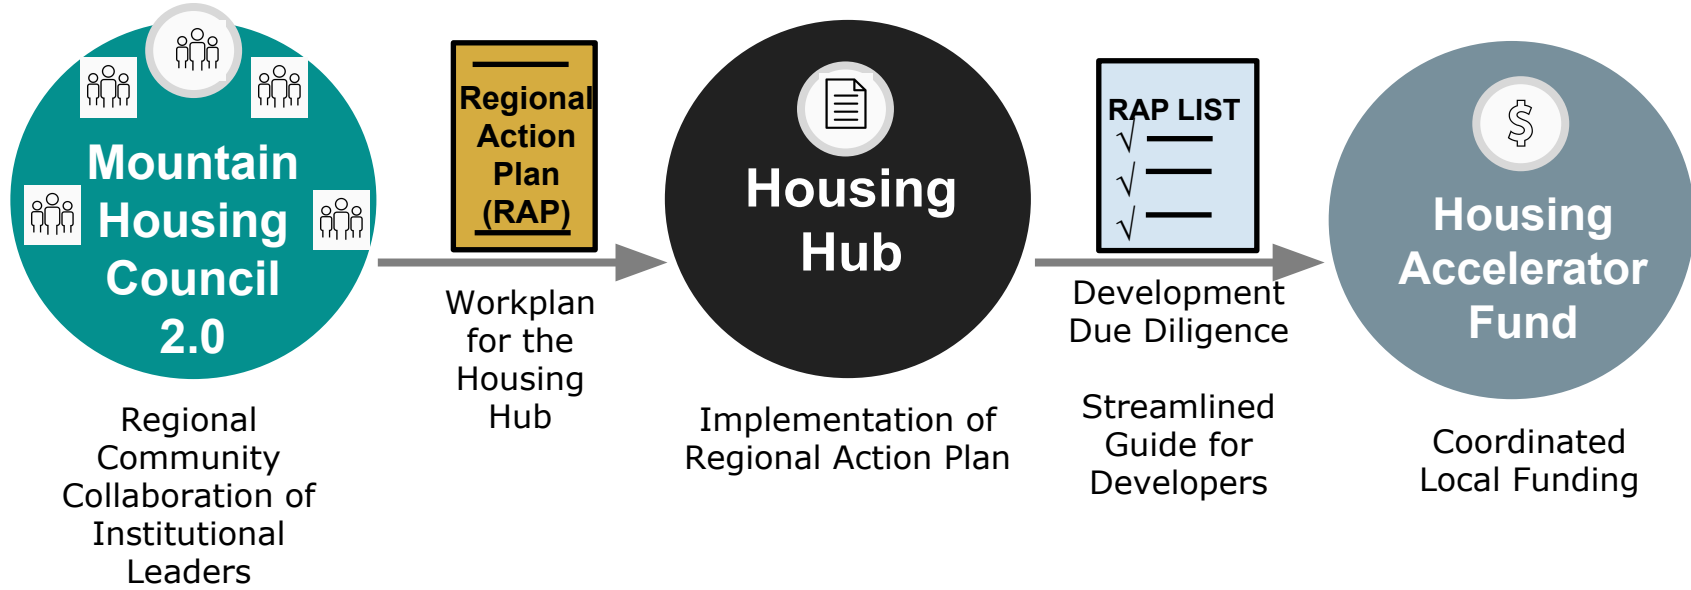 Mountain
Housing
Council
2.0
Regional
Community
Collaboration of
Institutional
Leaders
Regional
Action
Plan
(RAP)
Workplan
for the
Housing
Hub
Housing
Hub
Implementation of
Regional Action Plan
RAP LIST
√
√
√
Development
Due Diligence
Streamlined
Guide for
Developers
$
Housing
Accelerator
Fund
Coordinated
Local Funding